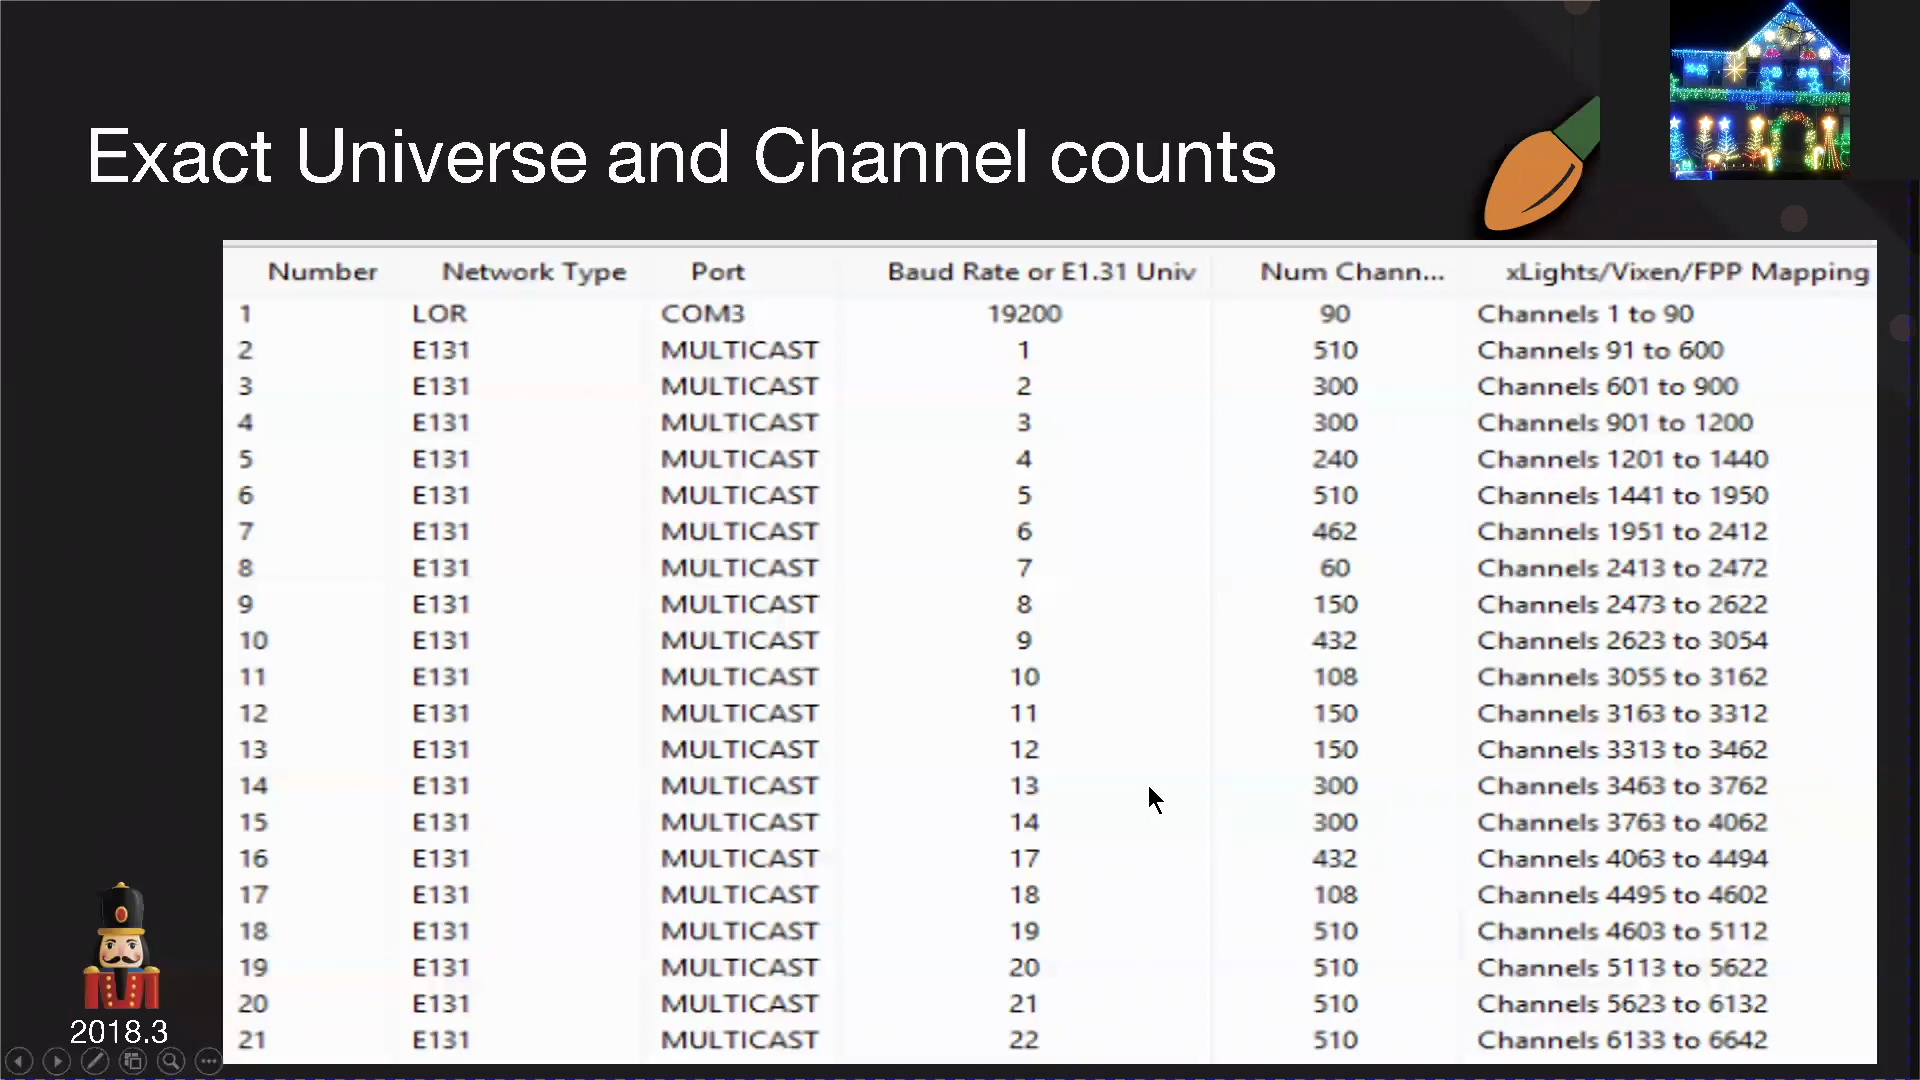 Exact Universe and Channel counts
Number Network Type Port Baud Rate or E1.31 Univ Num Chann... xLights/Vixen/FPP Mapping
1 LOR COM3 19200 90 Channels 1 to 90
2 E131 MULTICAST 1 510 Channels 91 to 600
3 E131 MULTICAST 2 300 Channels 601 to 900
4 E131 MULTICAST 3 300 Channels 901 to 1200
5 E131 MULTICAST 4 240 Channels 1201 to 1440
6 E131 MULTICAST 5 510 Channels 1441 to 1950
7 E131 MULTICAST 6 462 Channels 1951 to 2412
8 E131 MULTICAST 7 60 Channels 2413 to 2472
9 E131 MULTICAST 8 150 Channels 2473 to 2622
10 E131 MULTICAST 9 432 Channels 2623 to 3054
11 E131 MULTICAST 10 108 Channels 3055 to 3162
12 E131 MULTICAST 11 150 Channels 3163 to 3312
13 E131 MULTICAST 12 150 Channels 3313 to 3462
14 E131 MULTICAST 13 300 Channels 3463 to 3762
15 E131 MULTICAST 14 300 Channels 3763 to 4062
16 E131 MULTICAST 17 432 Channels 4063 to 4494
17 E131 MULTICAST 18 108 Channels 4495 to 4602
18 E131 MULTICAST 19 510 Channels 4603 to 5112
19 E131 MULTICAST 20 510 Channels 5113 to 5622
20 E131 MULTICAST 21 510 Channels 5623 to 6132
21 E131 MULTICAST 22 510 Channels 6133 to 6642
2018.3